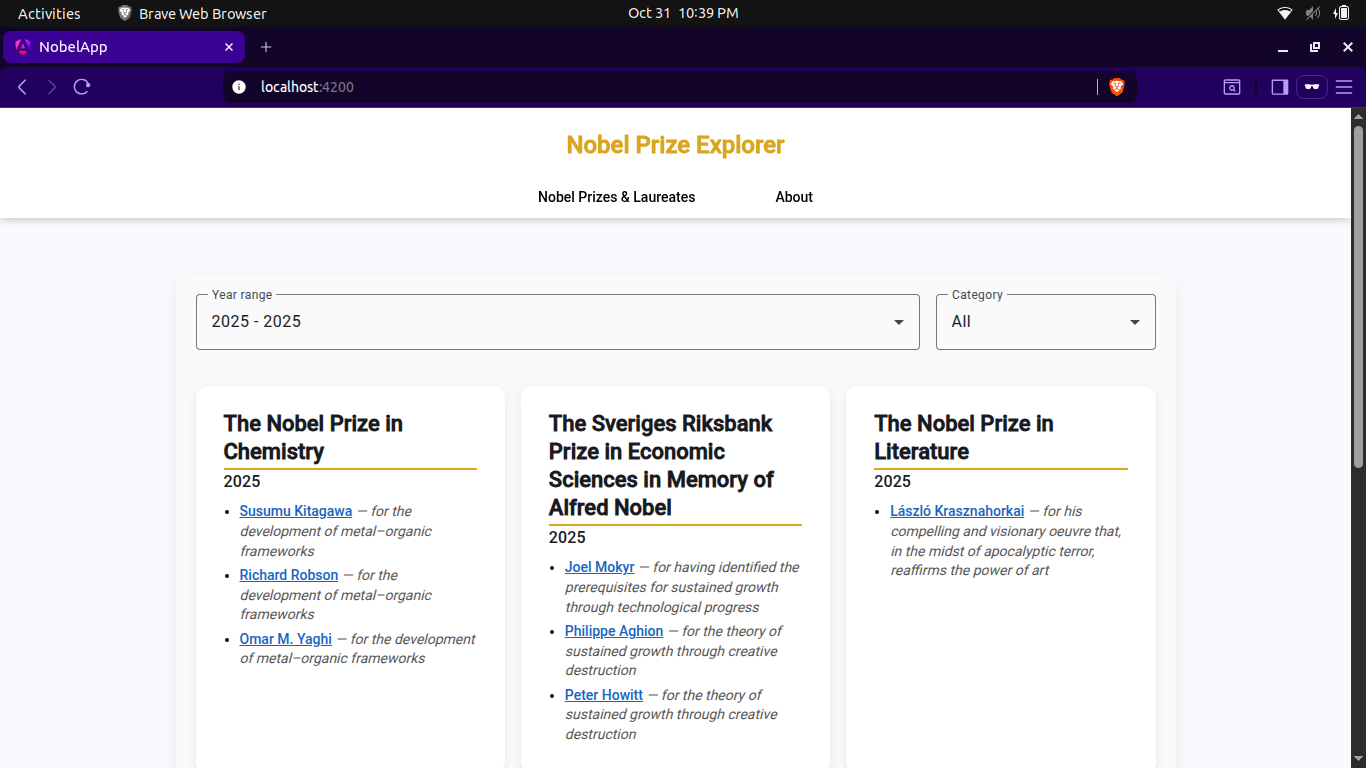 Activities
Brave Web Browser
Oct 31 10:39 PM
NobelApp
localhost:4200
Nobel Prize Explorer
Nobel Prizes & Laureates
About
Year range
2025 - 2025
Category
All
The Nobel Prize in
Chemistry
2025
Susumu Kitagawa — for the
development of metal–organic
frameworks
Richard Robson — for the
development of metal–organic
frameworks
Omar M. Yaghi — for the development
of metal–organic frameworks
The Sveriges Riksbank
Prize in Economic
Sciences in Memory of
Alfred Nobel
2025
Joel Mokyr — for having identified the
prerequisites for sustained growth
through technological progress
Philippe Aghion — for the theory of
sustained growth through creative
destruction
Peter Howitt — for the theory of
sustained growth through creative
destruction
The Nobel Prize in
Literature
2025
László Krasznahorkai — for his
compelling and visionary oeuvre that,
in the midst of apocalyptic terror,
reaffirms the power of art